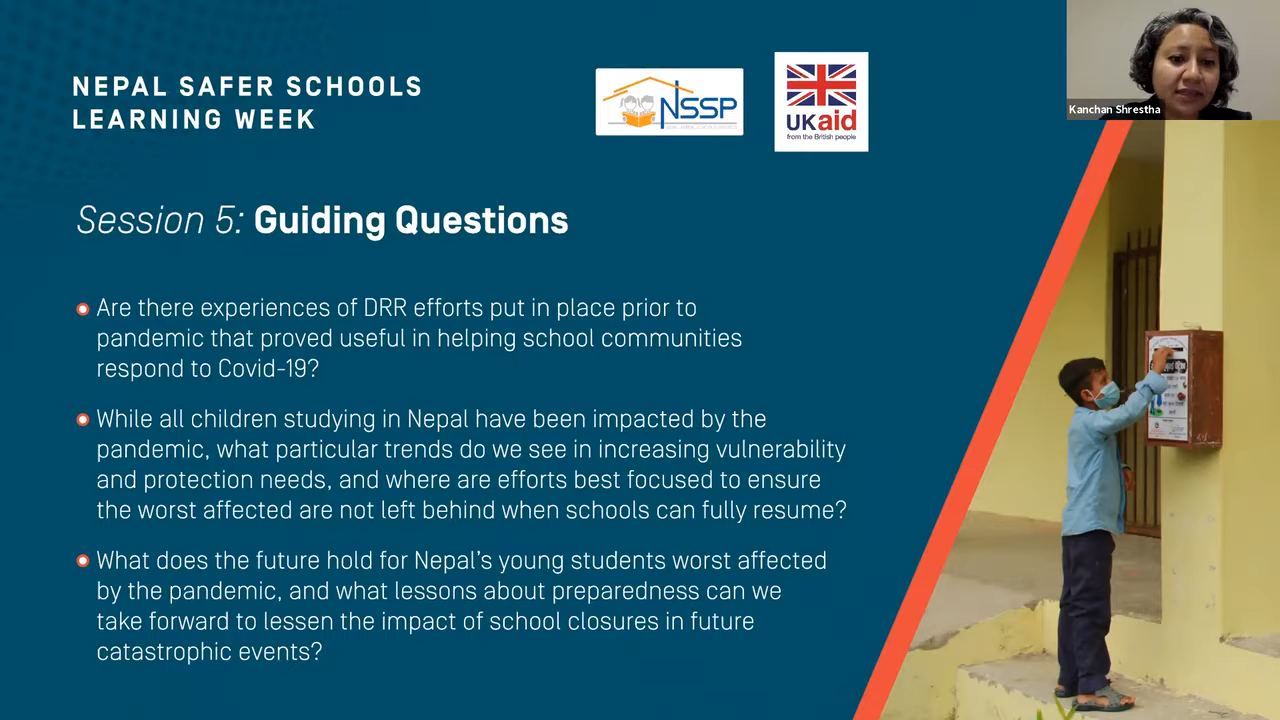 NEPAL SAFER SCHOOLS
LEARNING WEEK
NSSP
UKaid
from the British people
Kanchan Shrestha
Session 5: Guiding Questions
Are there experiences of DRR efforts put in place prior to
pandemic that proved useful in helping school communities
respond to Covid-19?
While all children studying in Nepal have been impacted by the
pandemic, what particular trends do we see in increasing vulnerability
and protection needs, and where are efforts best focused to ensure
the worst affected are not left behind when schools can fully resume?
What does the future hold for Nepal's young students worst affected
by the pandemic, and what lessons about preparedness can we
take forward to lessen the impact of school closures in future
catastrophic events?